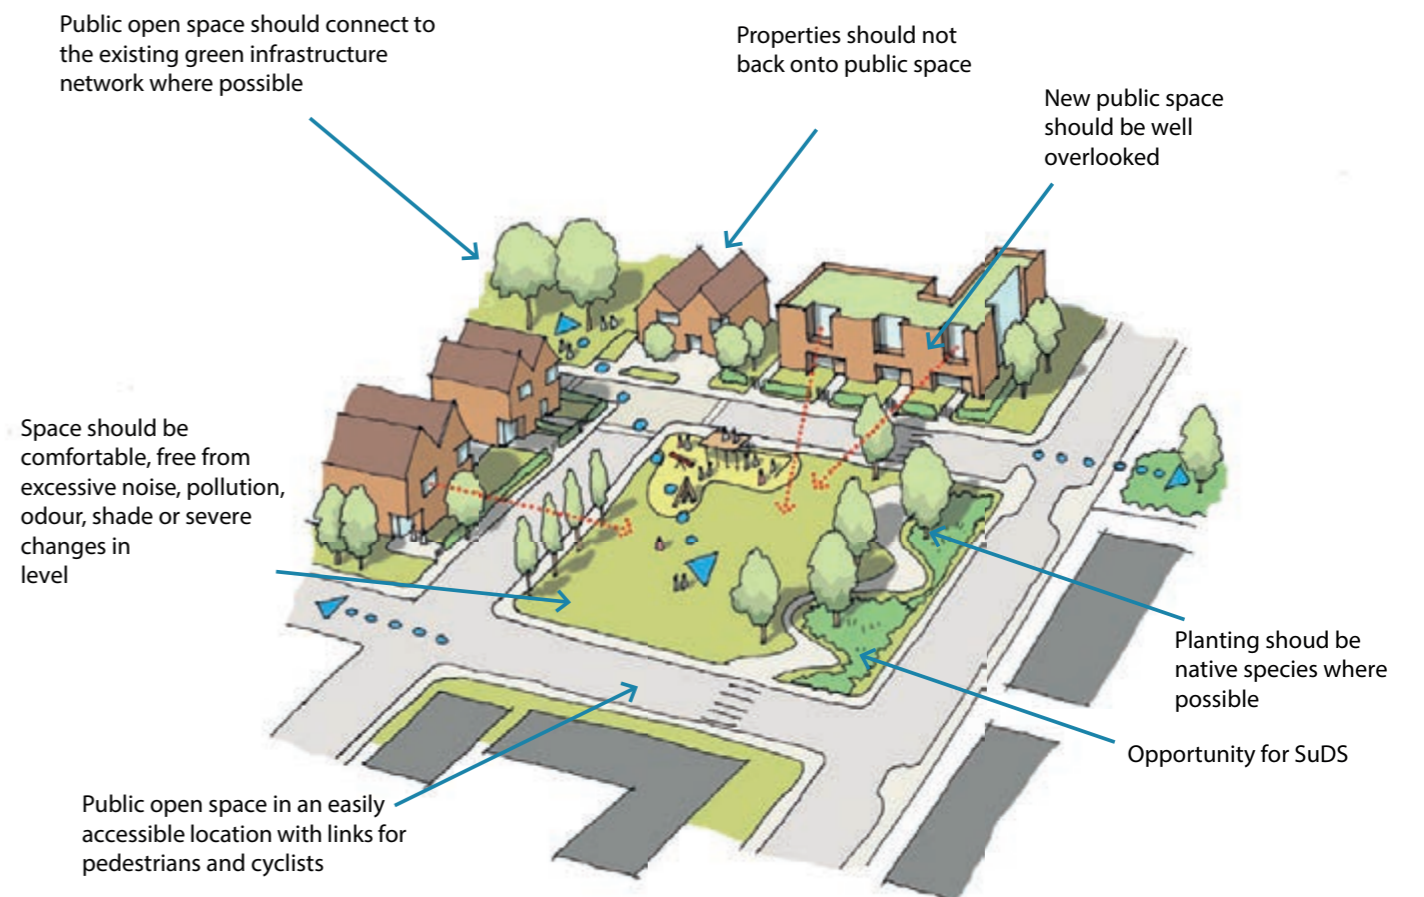 Public open space should connect to
the existing green infrastructure
network where possible
Properties should not
back onto public space
New public space
should be well
overlooked
Space should be
comfortable, free from
excessive noise, pollution,
odour, shade or severe
changes in
level
Planting shoud be
native species where
possible
Opportunity for SuDS
Public open space in an easily
accessible location with links for
pedestrians and cyclists